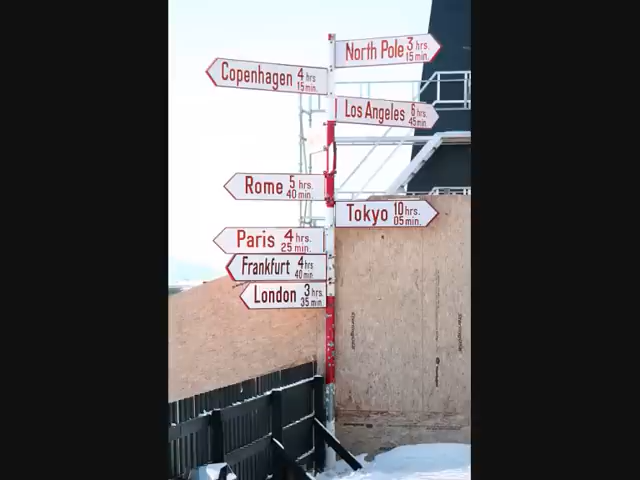 North Pole 3 hrs. 15 min.
Copenhagen 4 hrs. 15 min.
Los Angeles 6 hrs. 45 min.
Rome 5 hrs. 40 min.
Tokyo 10 hrs. 05 min.
Paris 4 hrs. 25 min.
Frankfurt 4 hrs. 40 min
London 3 hrs. 35 min.